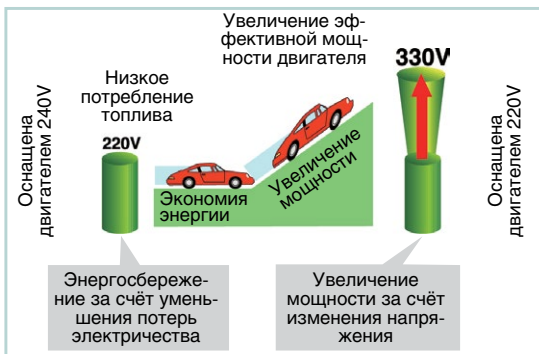 Оснащена
двигателем 240V
Низкое
потребление
топлива
220V
Увеличение эф-
фективной мощ-
ности двигателя
Экономия
энергии
Увеличение
мощности
330V
Оснащена
двигателем 220V
Энергосбереже-
ние за счёт умень-
шения потерь
электричества
Увеличение
мощности за счёт
изменения напря-
жения